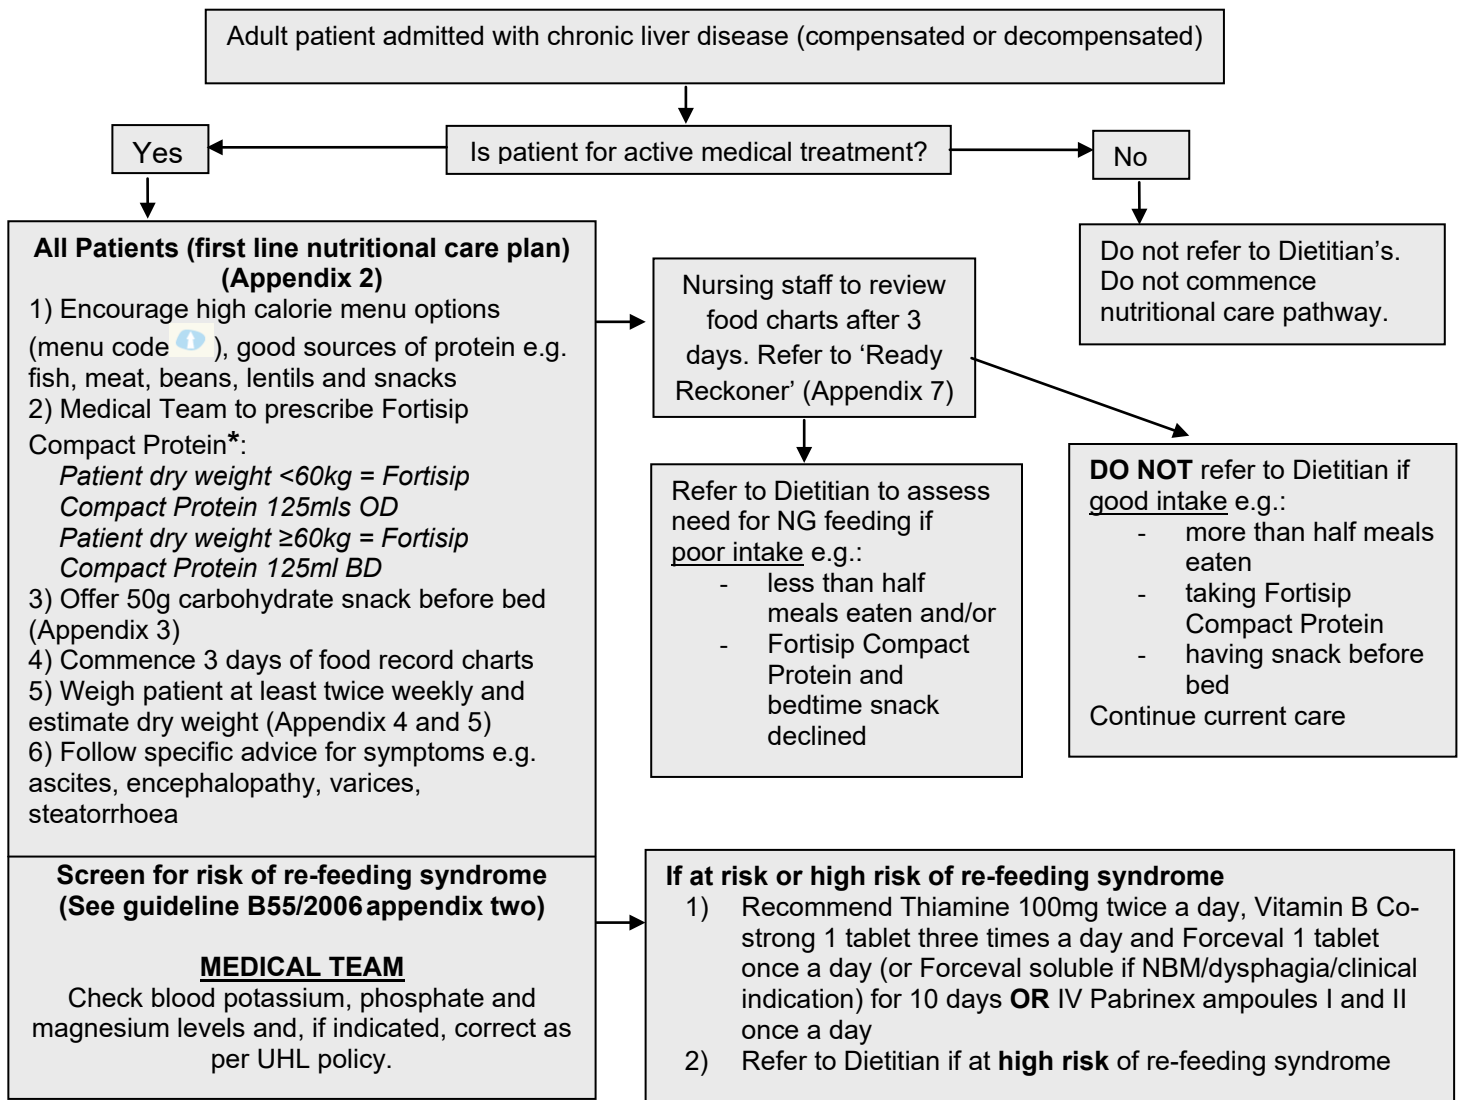 Adult patient admitted with chronic liver disease (compensated or decompensated)
Yes
Is patient for active medical treatment?
No
All Patients (first line nutritional care plan)
(Appendix 2)
1) Encourage high calorie menu options
(menu code ), good sources of protein e.g.
fish, meat, beans, lentils and snacks
2) Medical Team to prescribe Fortisip
Compact Protein*:
Patient dry weight <60kg = Fortisip
Compact Protein 125mls OD
Patient dry weight ≥60kg = Fortisip
Compact Protein 125ml BD
3) Offer 50g carbohydrate snack before bed
(Appendix 3)
4) Commence 3 days of food record charts
5) Weigh patient at least twice weekly and
estimate dry weight (Appendix 4 and 5)
6) Follow specific advice for symptoms e.g.
ascites, encephalopathy, varices,
steatorrhoea
Nursing staff to review
food charts after 3
days. Refer to ‘Ready
Reckoner’ (Appendix 7)
Do not refer to Dietitian’s.
Do not commence
nutritional care pathway.
Refer to Dietitian to assess
need for NG feeding if
poor intake e.g.:
- less than half
meals eaten and/or
- Fortisip Compact
Protein and
bedtime snack
declined
DO NOT refer to Dietitian if
good intake e.g.:
- more than half meals
eaten
- taking Fortisip
Compact Protein
- having snack before
bed
Continue current care
Screen for risk of re-feeding syndrome
(See guideline B55/2006 appendix two)
MEDICAL TEAM
Check blood potassium, phosphate and
magnesium levels and, if indicated, correct as
per UHL policy.
If at risk or high risk of re-feeding syndrome
1) Recommend Thiamine 100mg twice a day, Vitamin B Co-
strong 1 tablet three times a day and Forceval 1 tablet
once a day (or Forceval soluble if NBM/dysphagia/clinical
indication) for 10 days OR IV Pabrinex ampoules I and II
once a day
2) Refer to Dietitian if at high risk of re-feeding syndrome